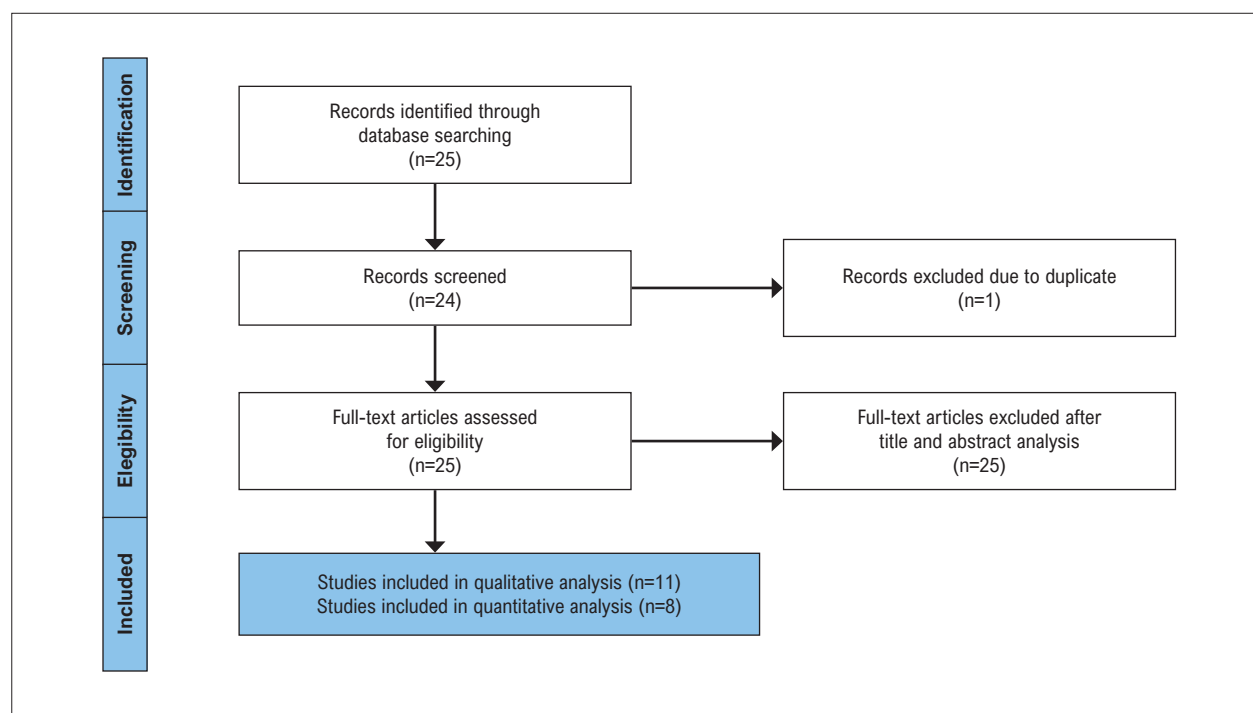 Identification
Records identified through
database searching
(n=25)
Screening
Records screened
(n=24)
Records excluded due to duplicate
(n=1)
Elegibility
Full-text articles assessed
for eligibility
(n=25)
Full-text articles excluded after
title and abstract analysis
(n=25)
Included
Studies included in qualitative analysis (n=11)
Studies included in quantitative analysis (n=8)